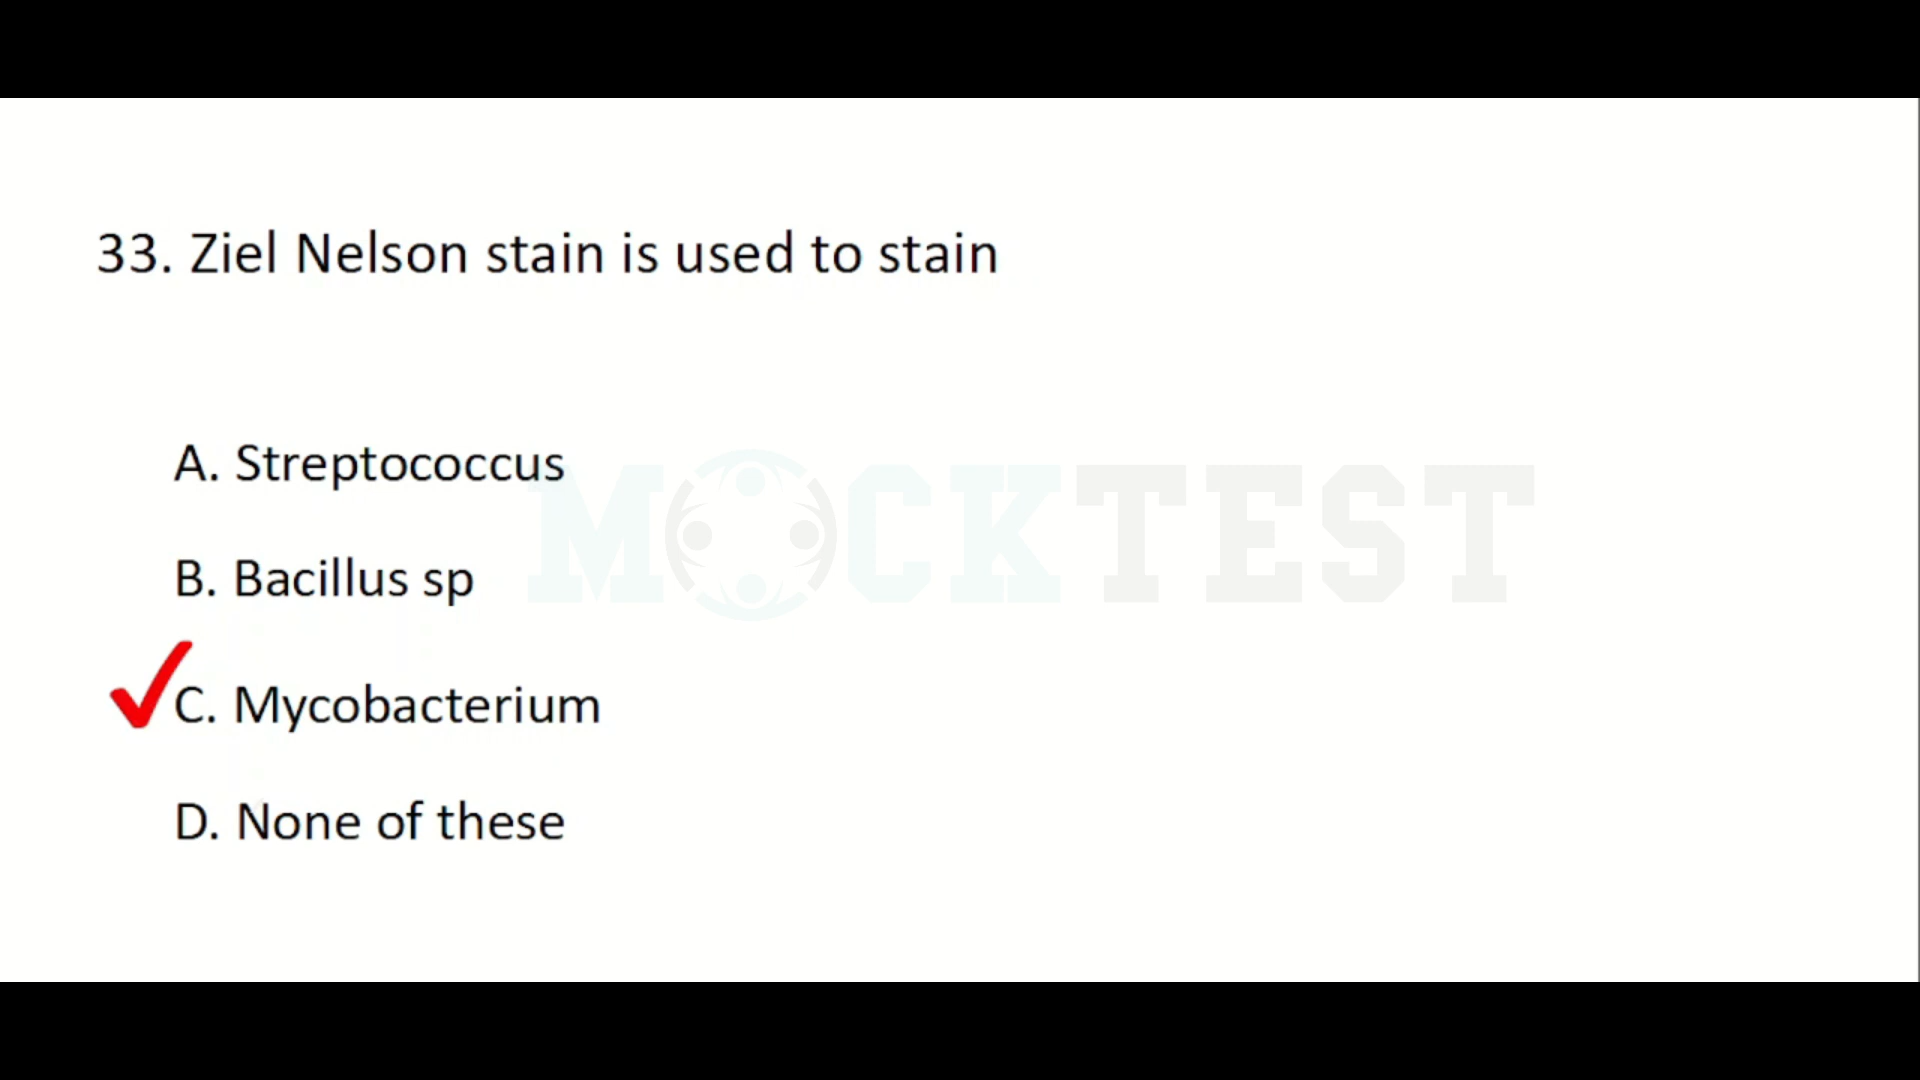 33. Ziel Nelson stain is used to stain
A. Streptococcus
MOCKTEST
B. Bacillus sp
C. Mycobacterium
D. None of these